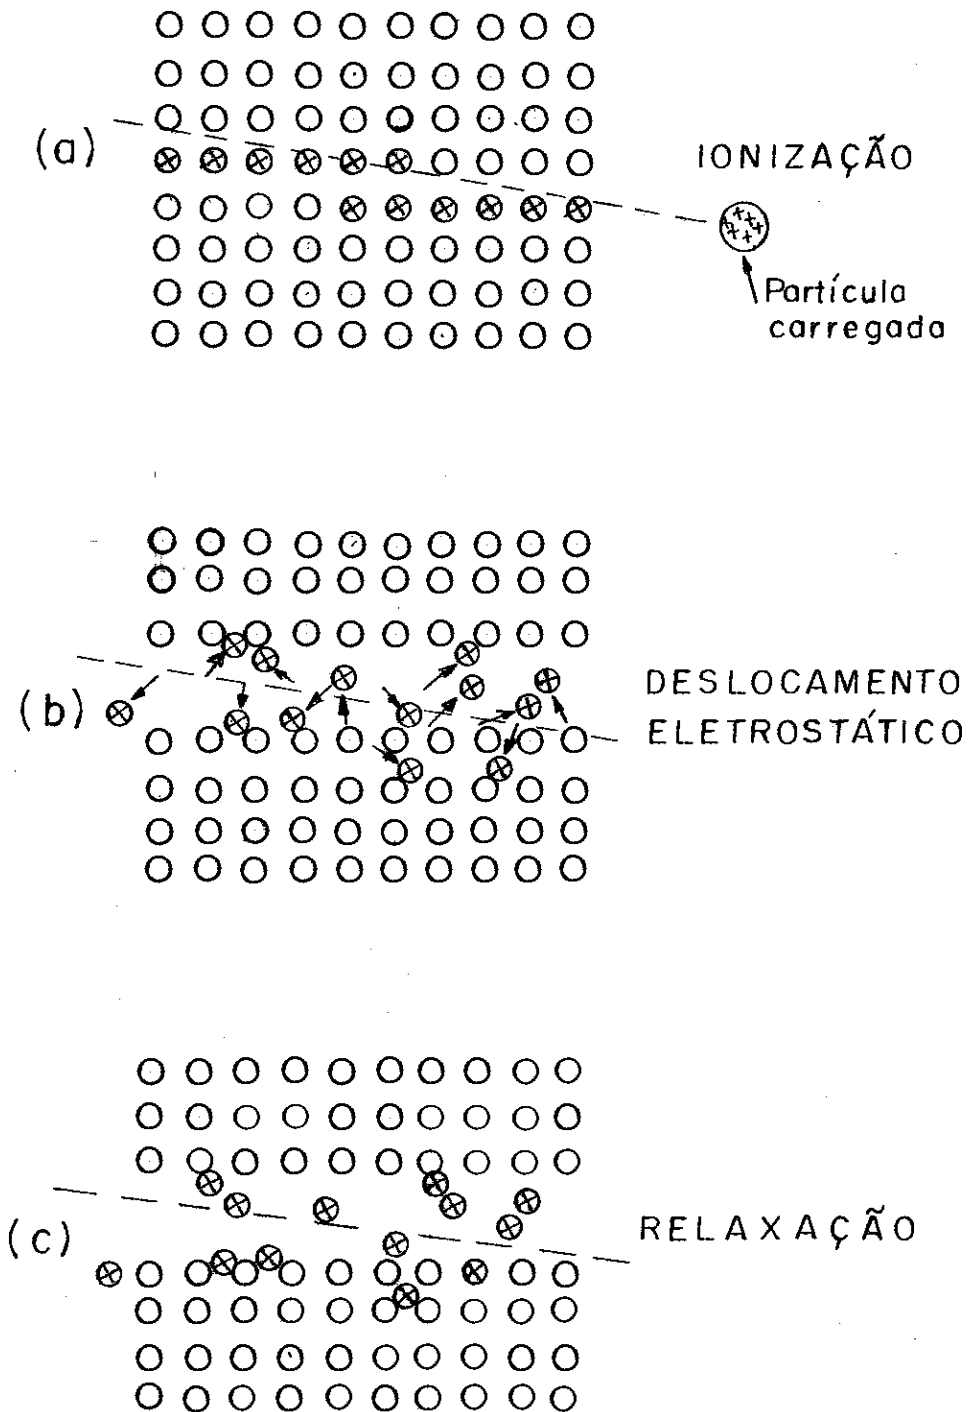 (a)
IONIZAÇÃO
Partícula
carregada
(b)
DESLOCAMENTO
ELETROSTÁTICO
(c)
RELAXAÇÃO